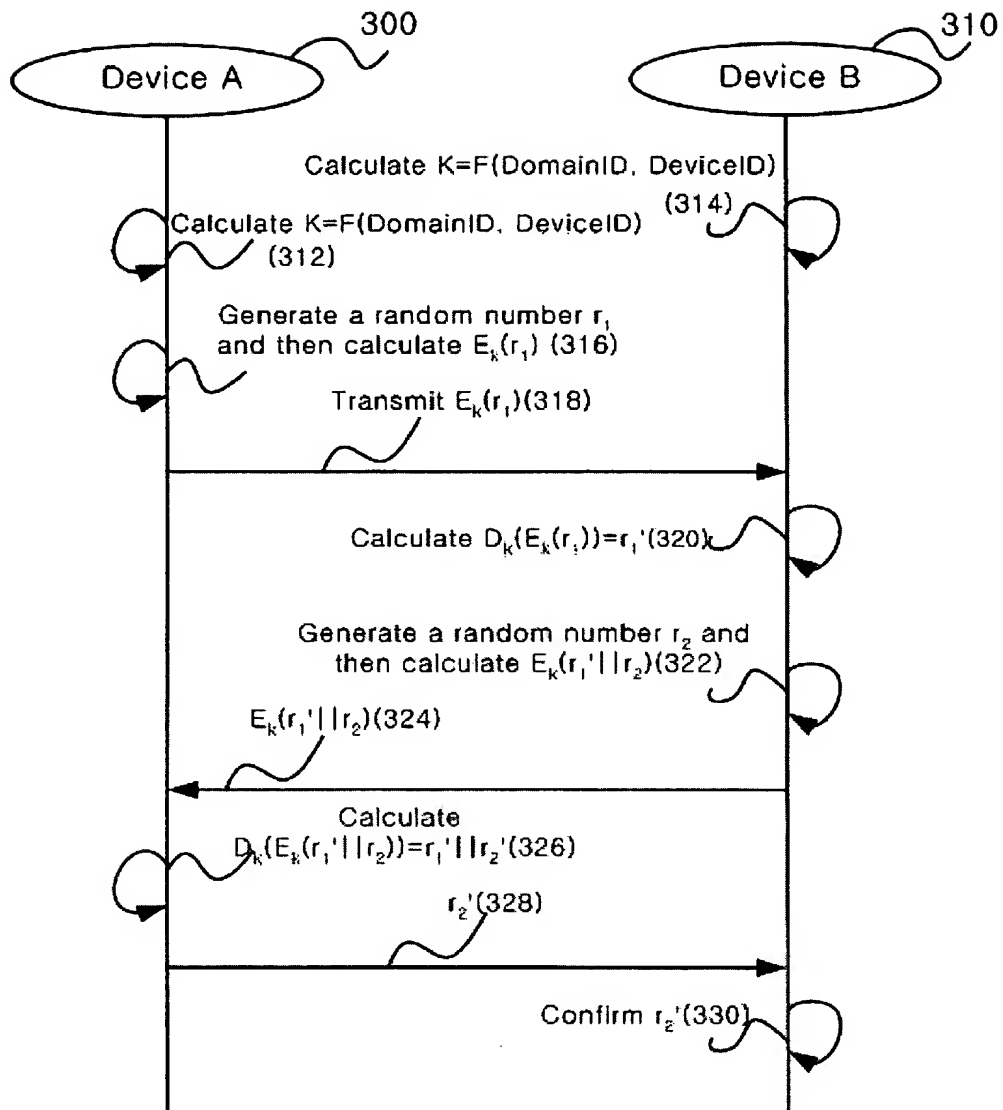 300
310
Device A
Device B
Calculate K=F(DomainID, DeviceID)
(314)
Calculate K=F(DomainID, DeviceID)
(312)
Generate a random number r₁
and then calculate Eₖ(r₁) (316)
Transmit Eₖ(r₁)(318)
Calculate Dₖ(Eₖ(r₁))=r₁'(320)
Generate a random number r₂ and
then calculate Eₖ(r₁'||r₂)(322)
Eₖ(r₁'||r₂)(324)
Calculate
Dₖ(Eₖ(r₁'||r₂))=r₁'||r₂'(326)
r₂'(328)
Confirm r₂'(330)